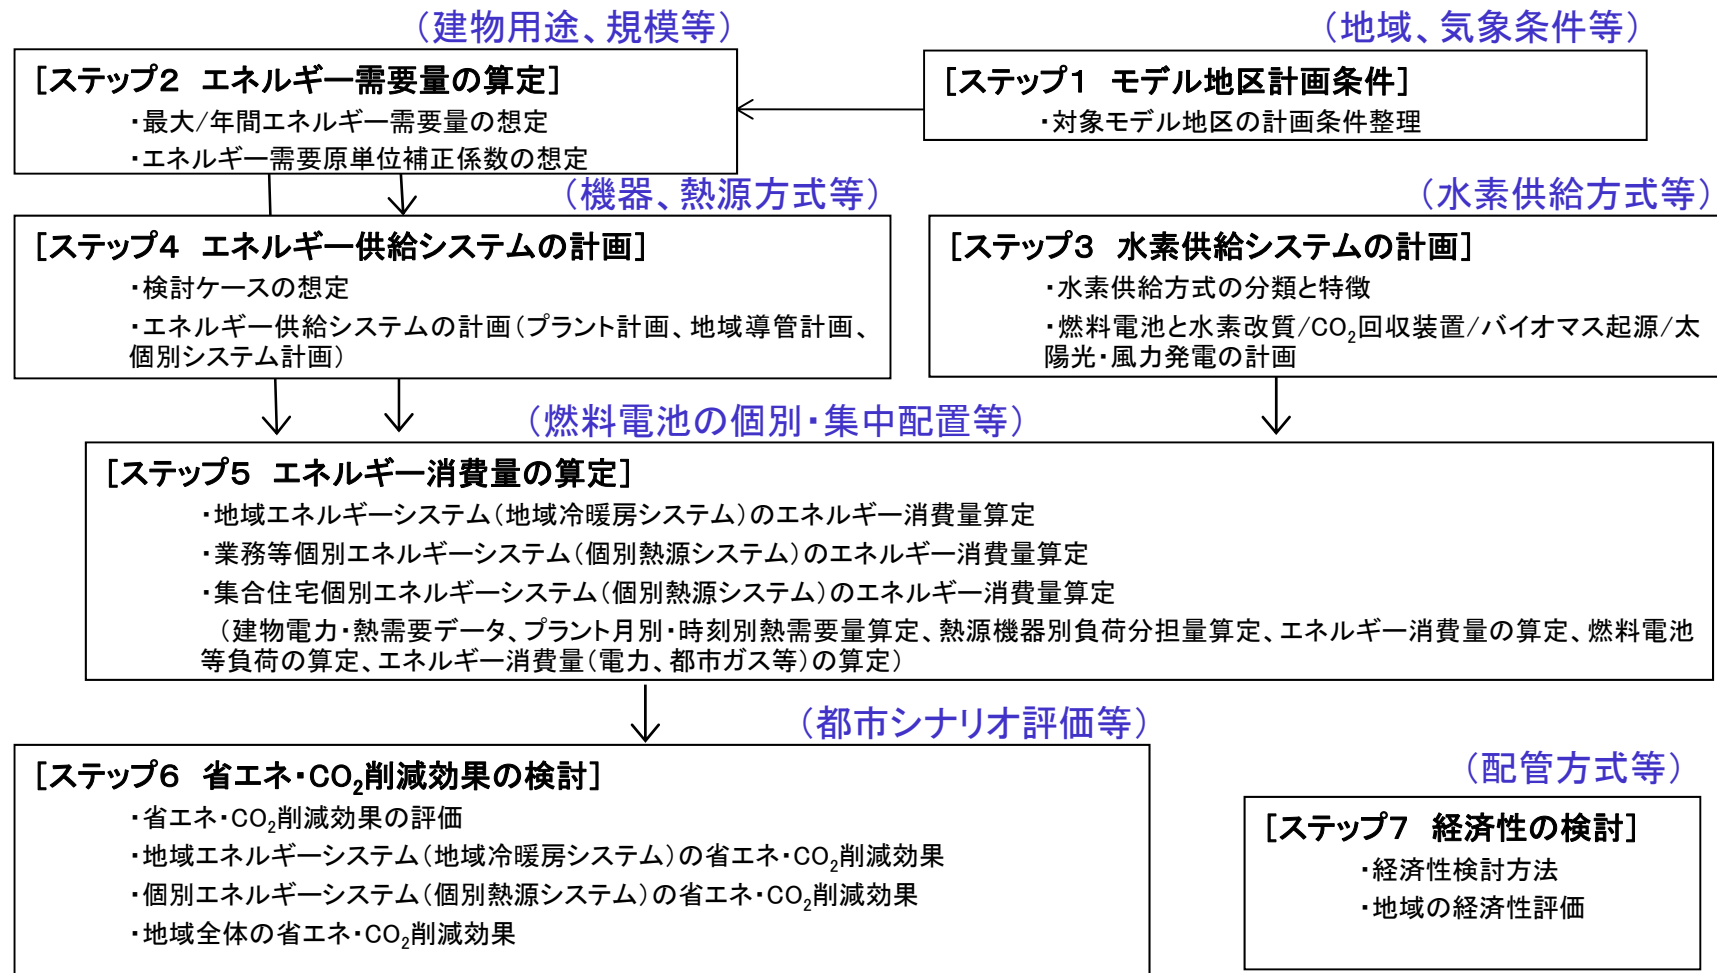 （建物用途、規模等）
[ステップ2　エネルギー需要量の算定]
・最大/年間エネルギー需要量の想定
・エネルギー需要原単位補正係数の想定
（地域、気象条件等）
[ステップ1　モデル地区計画条件]
・対象モデル地区の計画条件整理
（機器、熱源方式等）
[ステップ4　エネルギー供給システムの計画]
・検討ケースの想定
・エネルギー供給システムの計画（プラント計画、地域導管計画、
個別システム計画）
（水素供給方式等）
[ステップ3　水素供給システムの計画]
・水素供給方式の分類と特徴
・燃料電池と水素改質/CO₂回収装置/バイオマス起源/太
陽光・風力発電の計画
（燃料電池の個別・集中配置等）
[ステップ5　エネルギー消費量の算定]
・地域エネルギーシステム（地域冷暖房システム）のエネルギー消費量算定
・業務等個別エネルギーシステム（個別熱源システム）のエネルギー消費量算定
・集合住宅個別エネルギーシステム（個別熱源システム）のエネルギー消費量算定
（建物電力・熱需要データ、プラント月別・時刻別熱需要量算定、熱源機器別負荷分担量算定、エネルギー消費量の算定、燃料電池
等負荷の算定、エネルギー消費量（電力、都市ガス等）の算定）
（都市シナリオ評価等）
[ステップ6　省エネ・CO₂削減効果の検討]
・省エネ・CO₂削減効果の評価
・地域エネルギーシステム（地域冷暖房システム）の省エネ・CO₂削減効果
・個別エネルギーシステム（個別熱源システム）の省エネ・CO₂削減効果
・地域全体の省エネ・CO₂削減効果
（配管方式等）
[ステップ7　経済性の検討]
・経済性検討方法
・地域の経済性評価